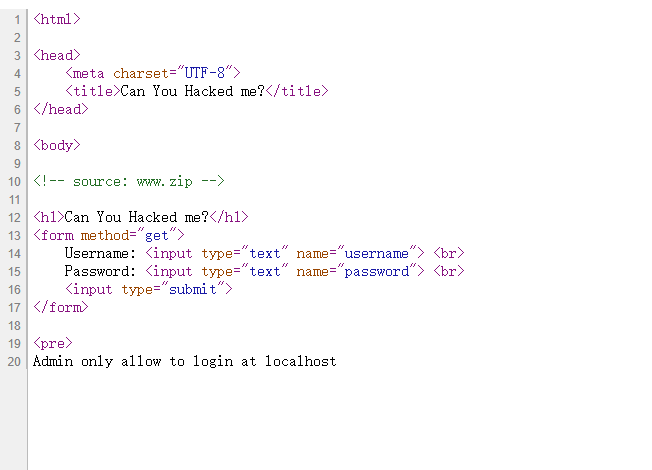 1 <html>
2
3 <head>
4     <meta charset="UTF-8">
5     <title>Can You Hacked me?</title>
6 </head>
7
8 <body>
9
10 <!-- source: www.zip -->
11
12 <h1>Can You Hacked me?</h1>
13 <form method="get">
14     Username: <input type="text" name="username"> <br>
15     Password: <input type="text" name="password"> <br>
16     <input type="submit">
17 </form>
18
19 <pre>
20 Admin only allow to login at localhost